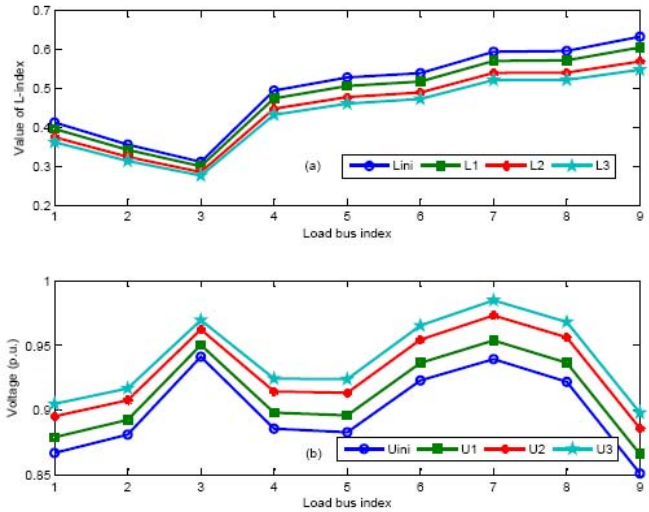 0.7
0.6
0.5
0.4
0.3
0.2
Value of L-index
(a)
Lini L1 L2 L3
1 2 3 4 5 6 7 8 9
Load bus index
1
0.95
0.9
0.85
Voltage (p.u.)
(b)
Uini U1 U2 U3
1 2 3 4 5 6 7 8 9
Load bus index